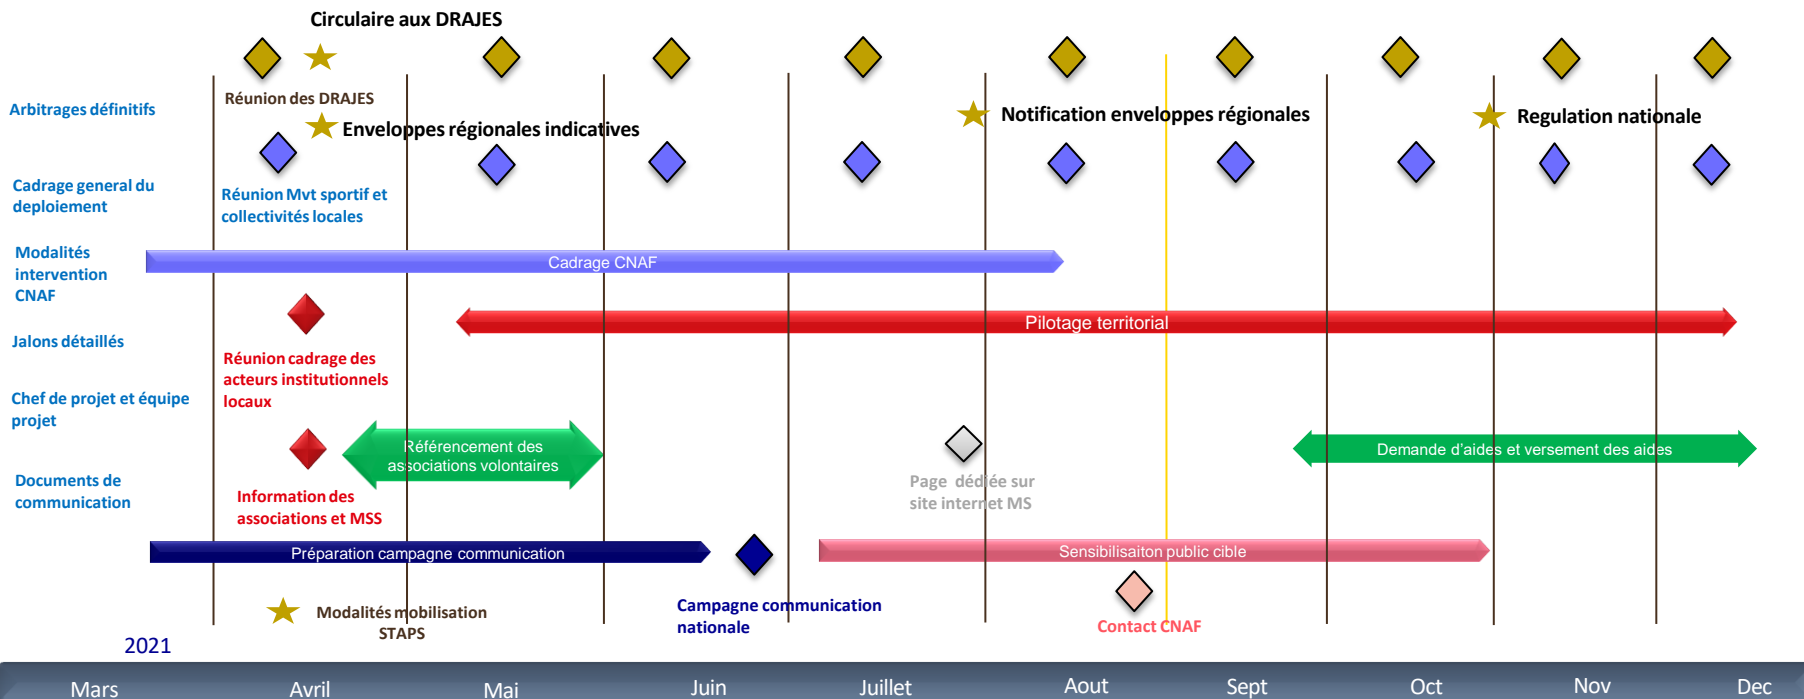 Circulaire aux DRAJES
Réunion des DRAJES
Arbitrages définitifs
Enveloppes régionales indicatives
Notification enveloppes régionales
Regulation nationale
Cadrage general du
deploiement
Réunion Mvt sportif et
collectivités locales
Modalités
intervention
CNAF
Cadrage CNAF
Pilotage territorial
Jalons détaillés
Réunion cadrage des
acteurs institutionnels
locaux
Chef de projet et équipe
projet
Référencement des
associations volontaires
Demande d'aides et versement des aides
Documents de
communication
Information des
associations et MSS
Page dédiée sur
site internet MS
Préparation campagne communication
Sensibilisaiton public cible
Modalités mobilisation
STAPS
Campagne communication
nationale
Contact CNAF
2021
Mars
Avril
Mai
Juin
Juillet
Aout
Sept
Oct
Nov
Dec